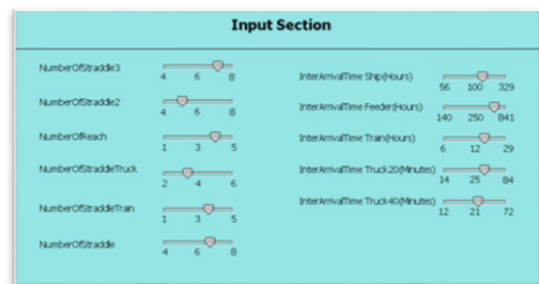 Input Section
NumberOfStraddle3
4 6 8
NumberOfStraddle2
4 6 8
NumberOfReach
1 3 5
NumberOfStraddleTruck
2 4 6
NumberOfStraddleTrain
1 3 5
NumberOfStraddle
4 6 8
InterArrivalTime Ship(Hours)
56 100 329
InterArrivalTime Feeder(Hours)
140 250 841
InterArrivalTime Train(Hours)
6 12 29
InterArrivalTime Truck20(Minutes)
14 25 84
InterArrivalTime Truck40(Minutes)
12 21 72